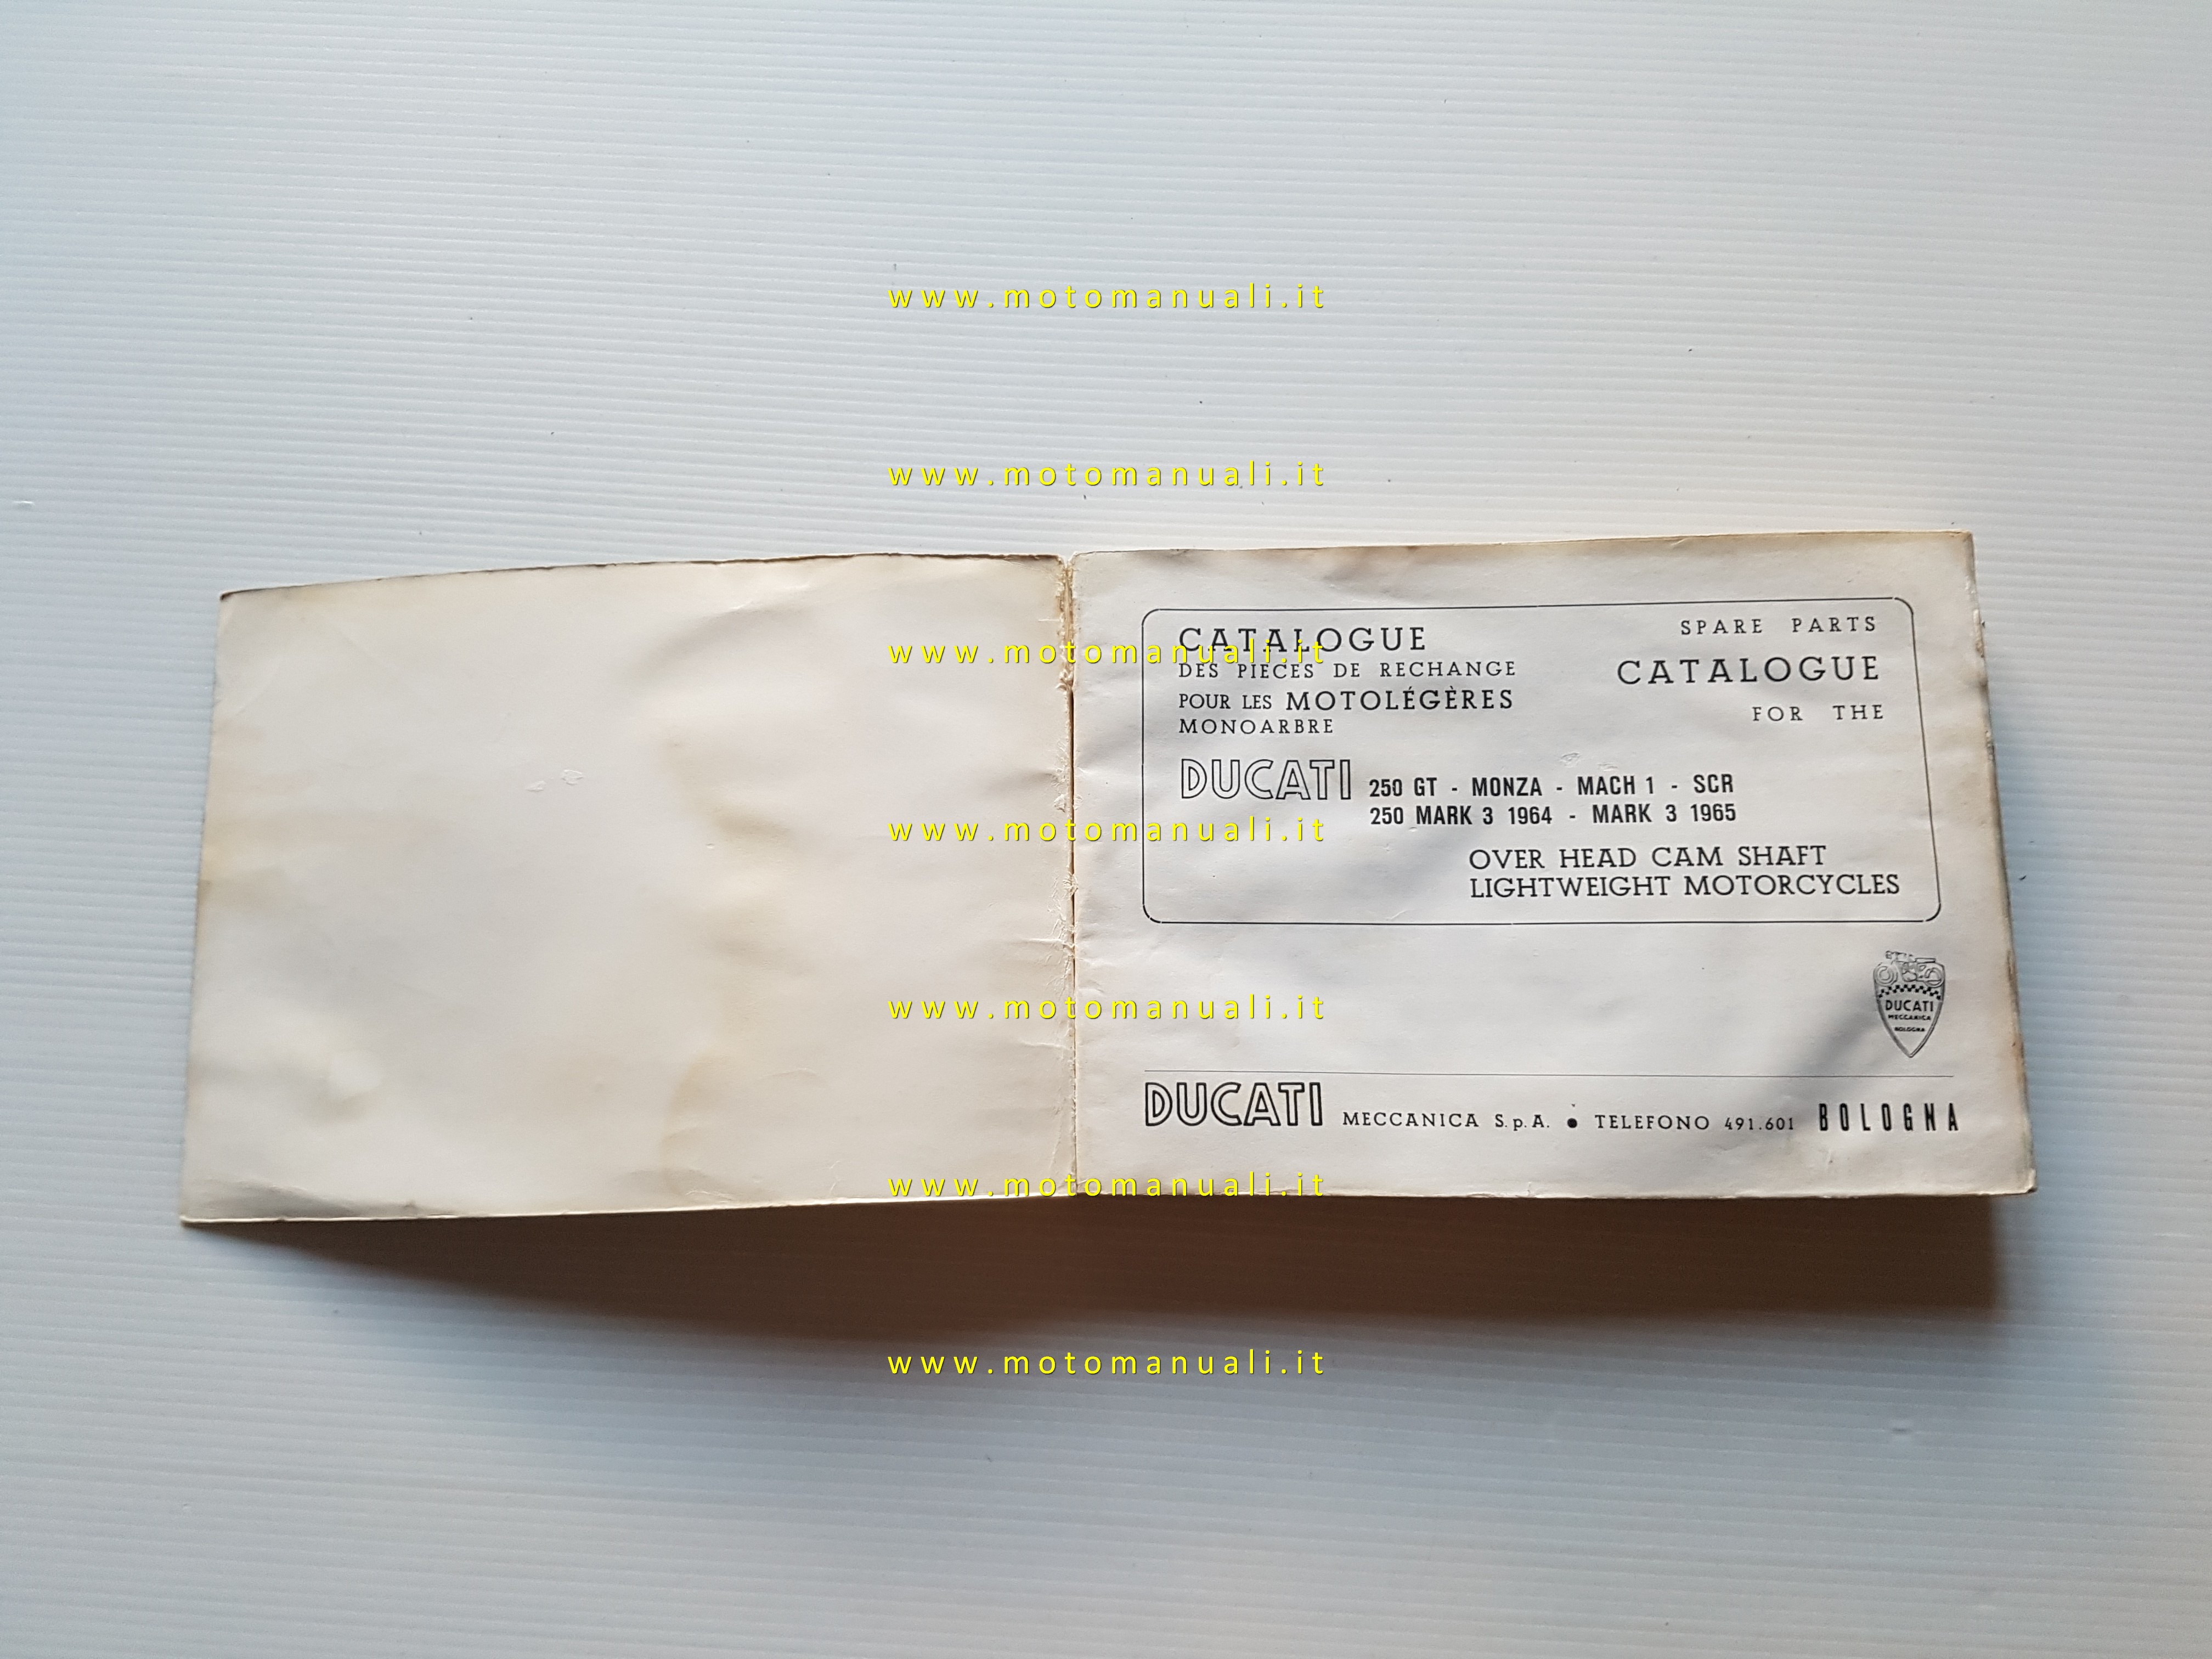 www.motomanuali.it
www.motomanuali.it
CATALOGUE
DES PIECES DE RECHANGE
POUR LES MOTOLÉGÈRES
MONOARBRE
SPARE PARTS
CATALOGUE
FOR THE
www.motomanuali.it
DUCATI 250 GT - MONZA - MACH 1 - SCR
250 MARK 3 1964 - MARK 3 1965
www.motomanuali.it
OVER HEAD CAM SHAFT
LIGHTWEIGHT MOTORCYCLES
www.motomanuali.it
DUCATI
MECCANICA
BOLOGNA
DUCATI MECCANICA S.p.A. • TELEFONO 491.601 BOLOGNA
www.motomanuali.it
www.motomanuali.it